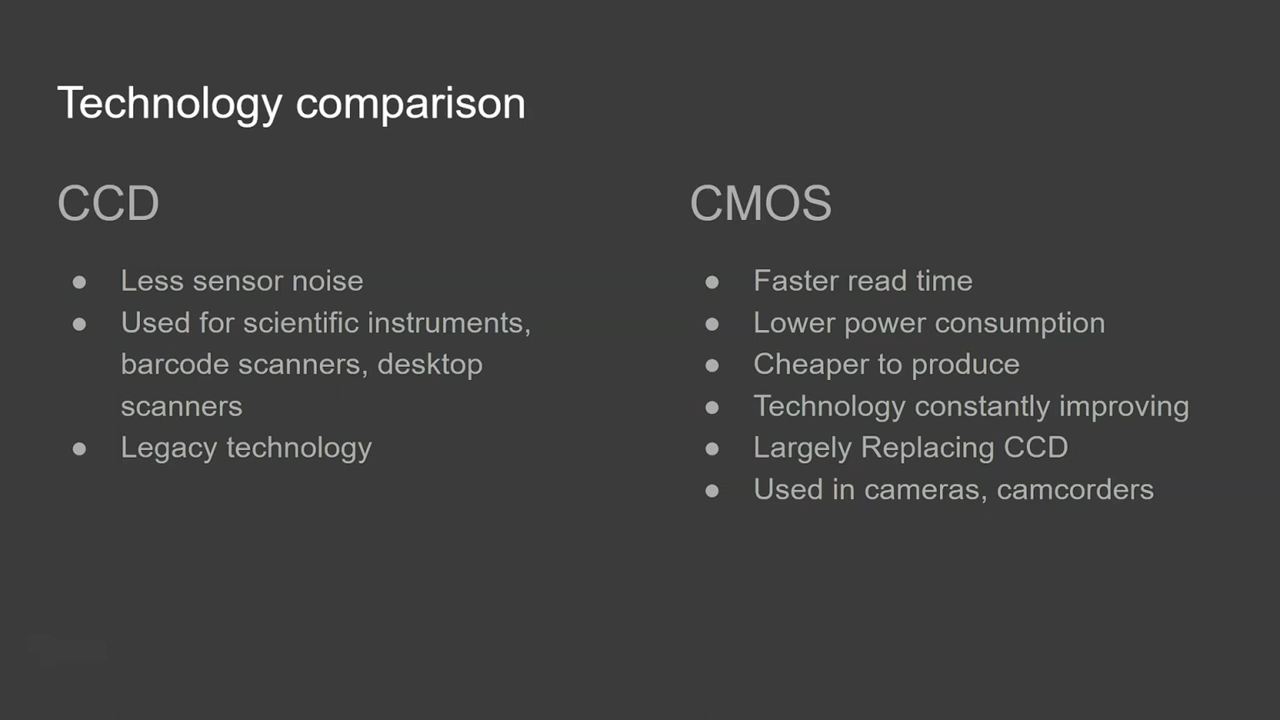 Technology comparison
CCD
● Less sensor noise
● Used for scientific instruments,
barcode scanners, desktop
scanners
● Legacy technology
CMOS
● Faster read time
● Lower power consumption
● Cheaper to produce
● Technology constantly improving
● Largely Replacing CCD
● Used in cameras, camcorders